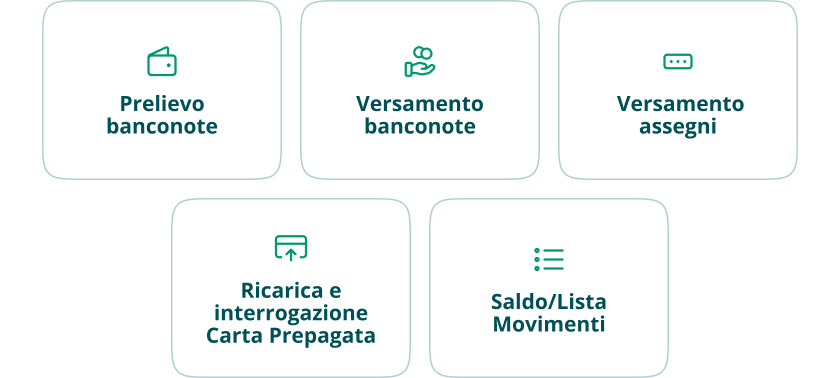 Prelievo
banconote
Versamento
banconote
Versamento
assegni
Ricarica e
interrogazione
Carta Prepagata
Saldo/Lista
Movimenti